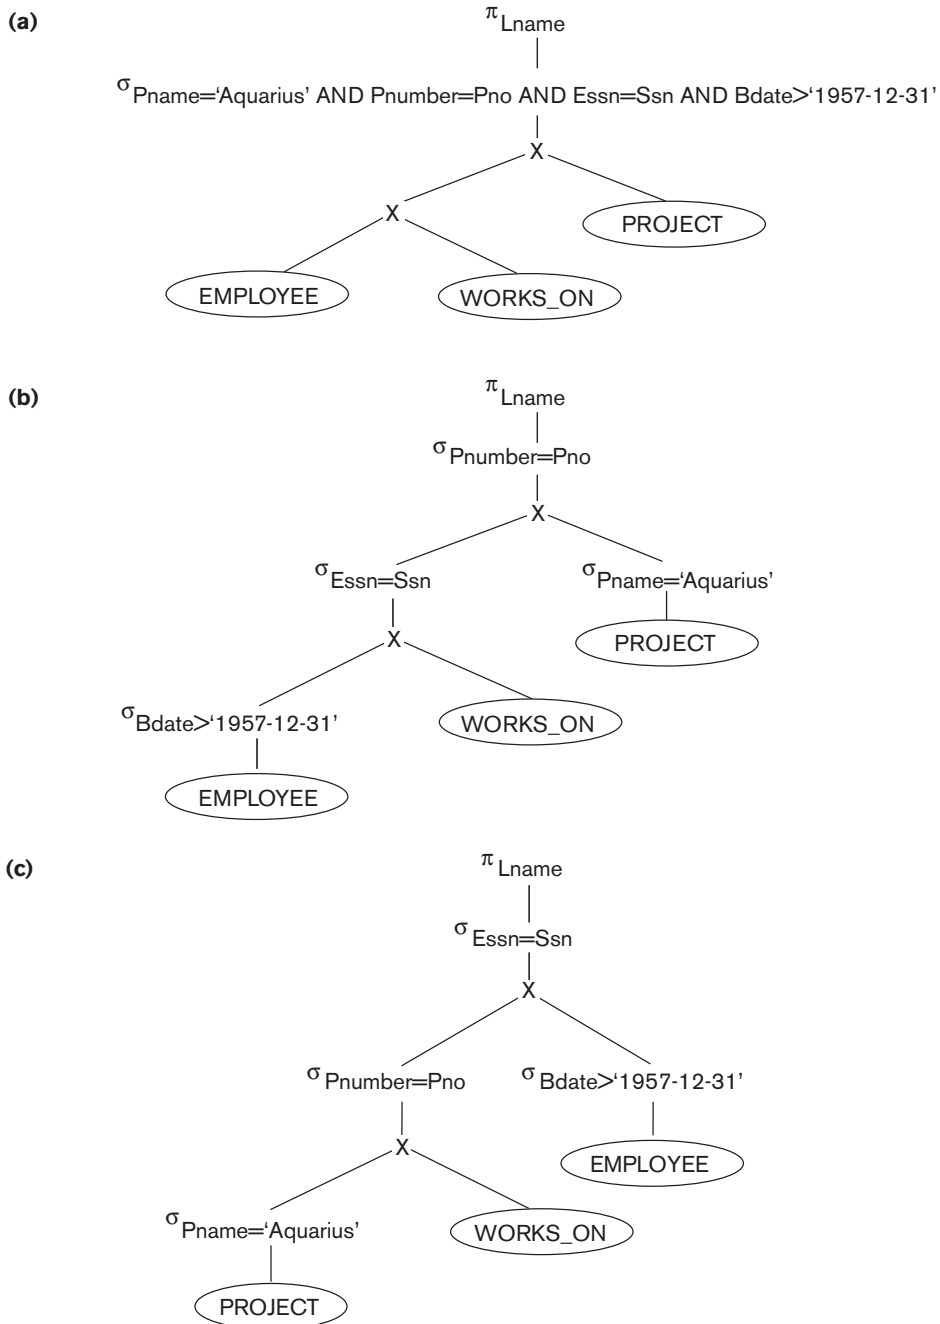 (a)
π Lname
σ Pname='Aquarius' AND Pnumber=Pno AND Essn=Ssn AND Bdate>'1957-12-31'
X
X
PROJECT
EMPLOYEE
WORKS_ON
(b)
π Lname
σ Pnumber=Pno
X
σ Essn=Ssn
σ Pname='Aquarius'
X
PROJECT
σ Bdate>'1957-12-31'
WORKS_ON
EMPLOYEE
(c)
π Lname
σ Essn=Ssn
X
σ Pnumber=Pno
σ Bdate>'1957-12-31'
X
EMPLOYEE
σ Pname='Aquarius'
WORKS_ON
PROJECT